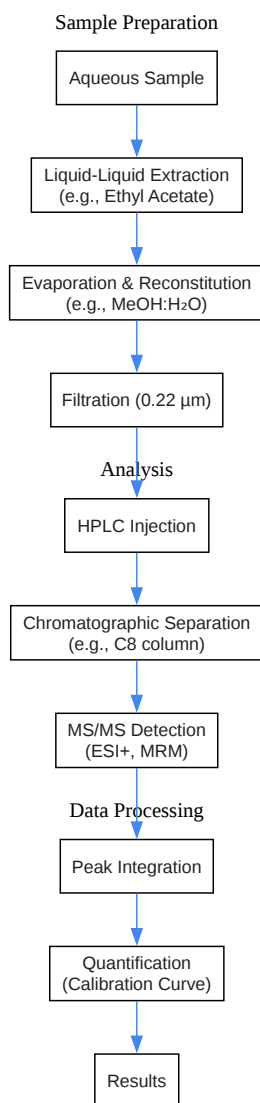 Sample Preparation
Aqueous Sample
Liquid-Liquid Extraction
(e.g., Ethyl Acetate)
Evaporation & Reconstitution
(e.g., MeOH:H₂O)
Filtration (0.22 µm)
Analysis
HPLC Injection
Chromatographic Separation
(e.g., C8 column)
MS/MS Detection
(ESI+, MRM)
Data Processing
Peak Integration
Quantification
(Calibration Curve)
Results